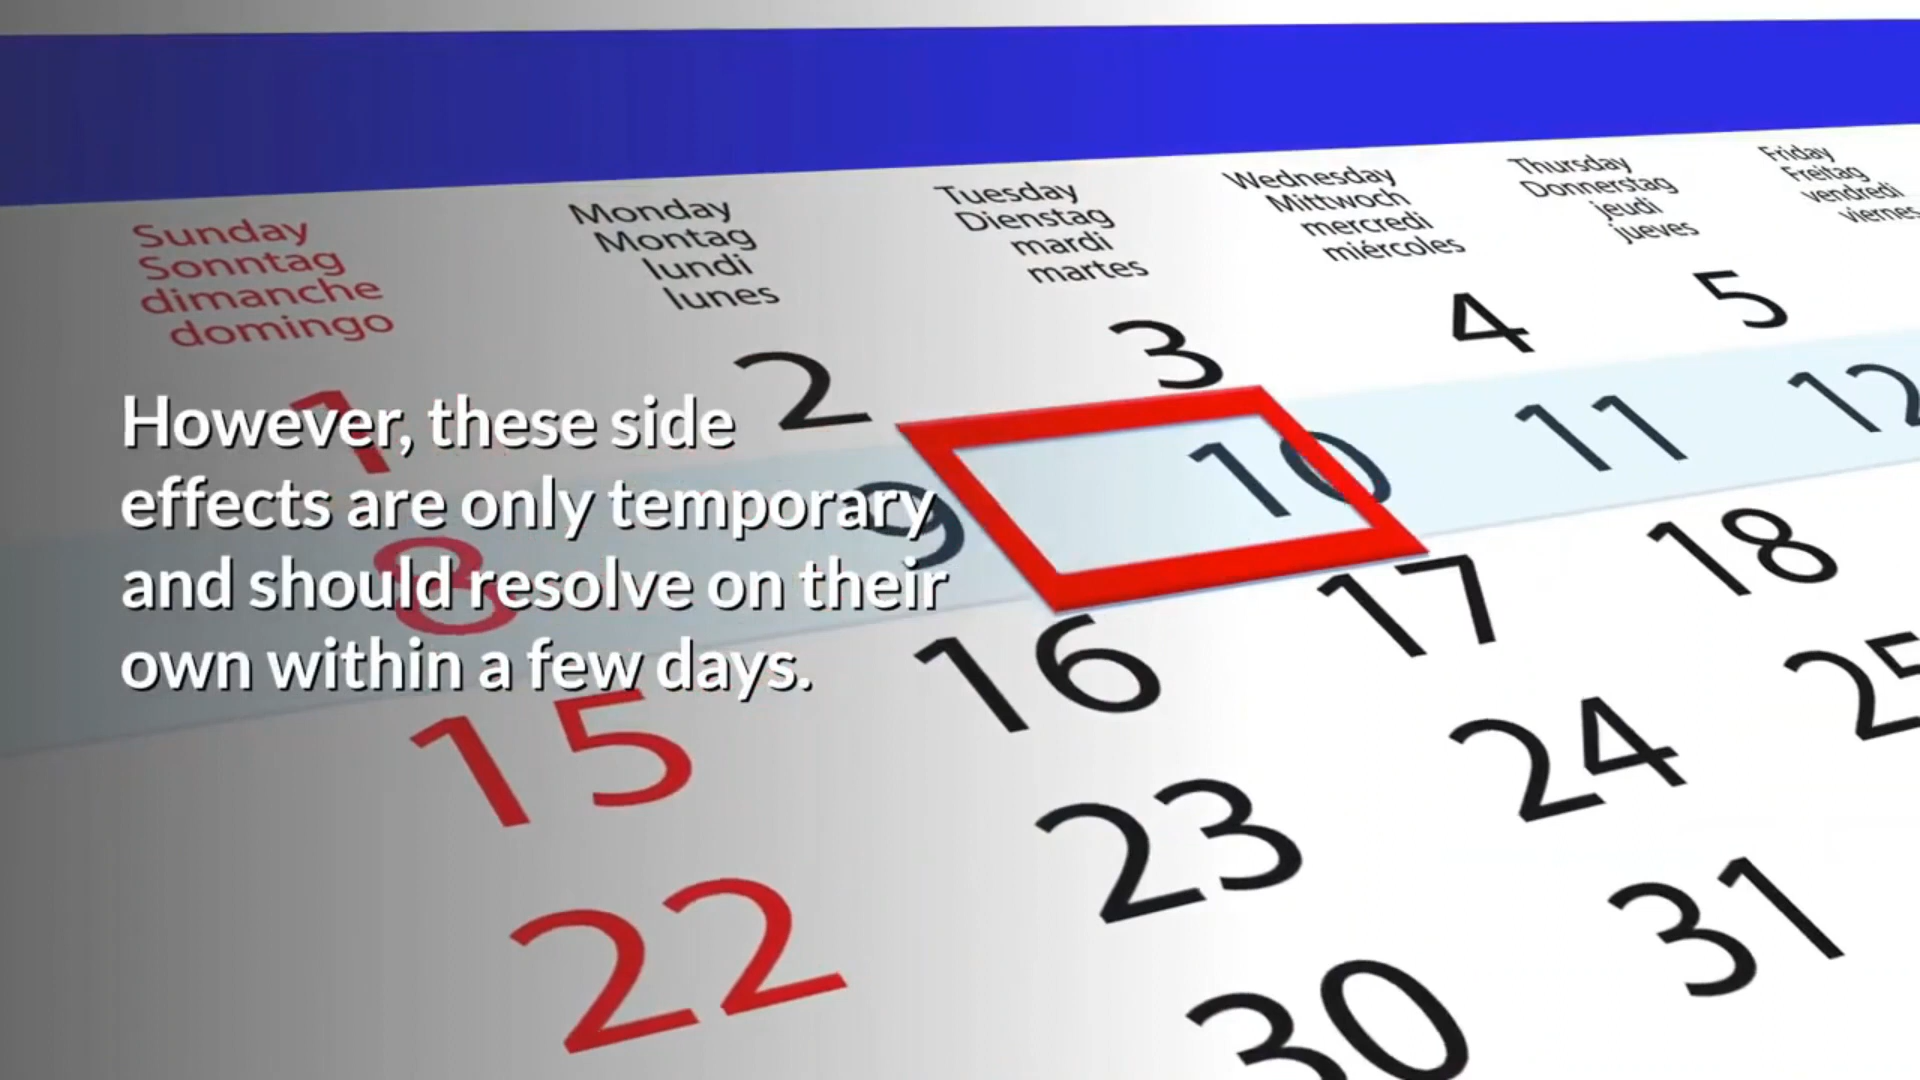 Sunday
Sonntag
dimanche
domingo
Monday
Montag
lundi
lunes
Tuesday
Dienstag
mardi
martes
Wednesday
Mittwoch
mercredi
miércoles
Thursday
Donnerstag
jeudi
jueves
Friday
Freitag
vendredi
viernes
1 2 3 4 5
8 9 10 11 12
15 16 17 18
22 23 24 25
30 31
However, these side
effects are only temporary
and should resolve on their
own within a few days.